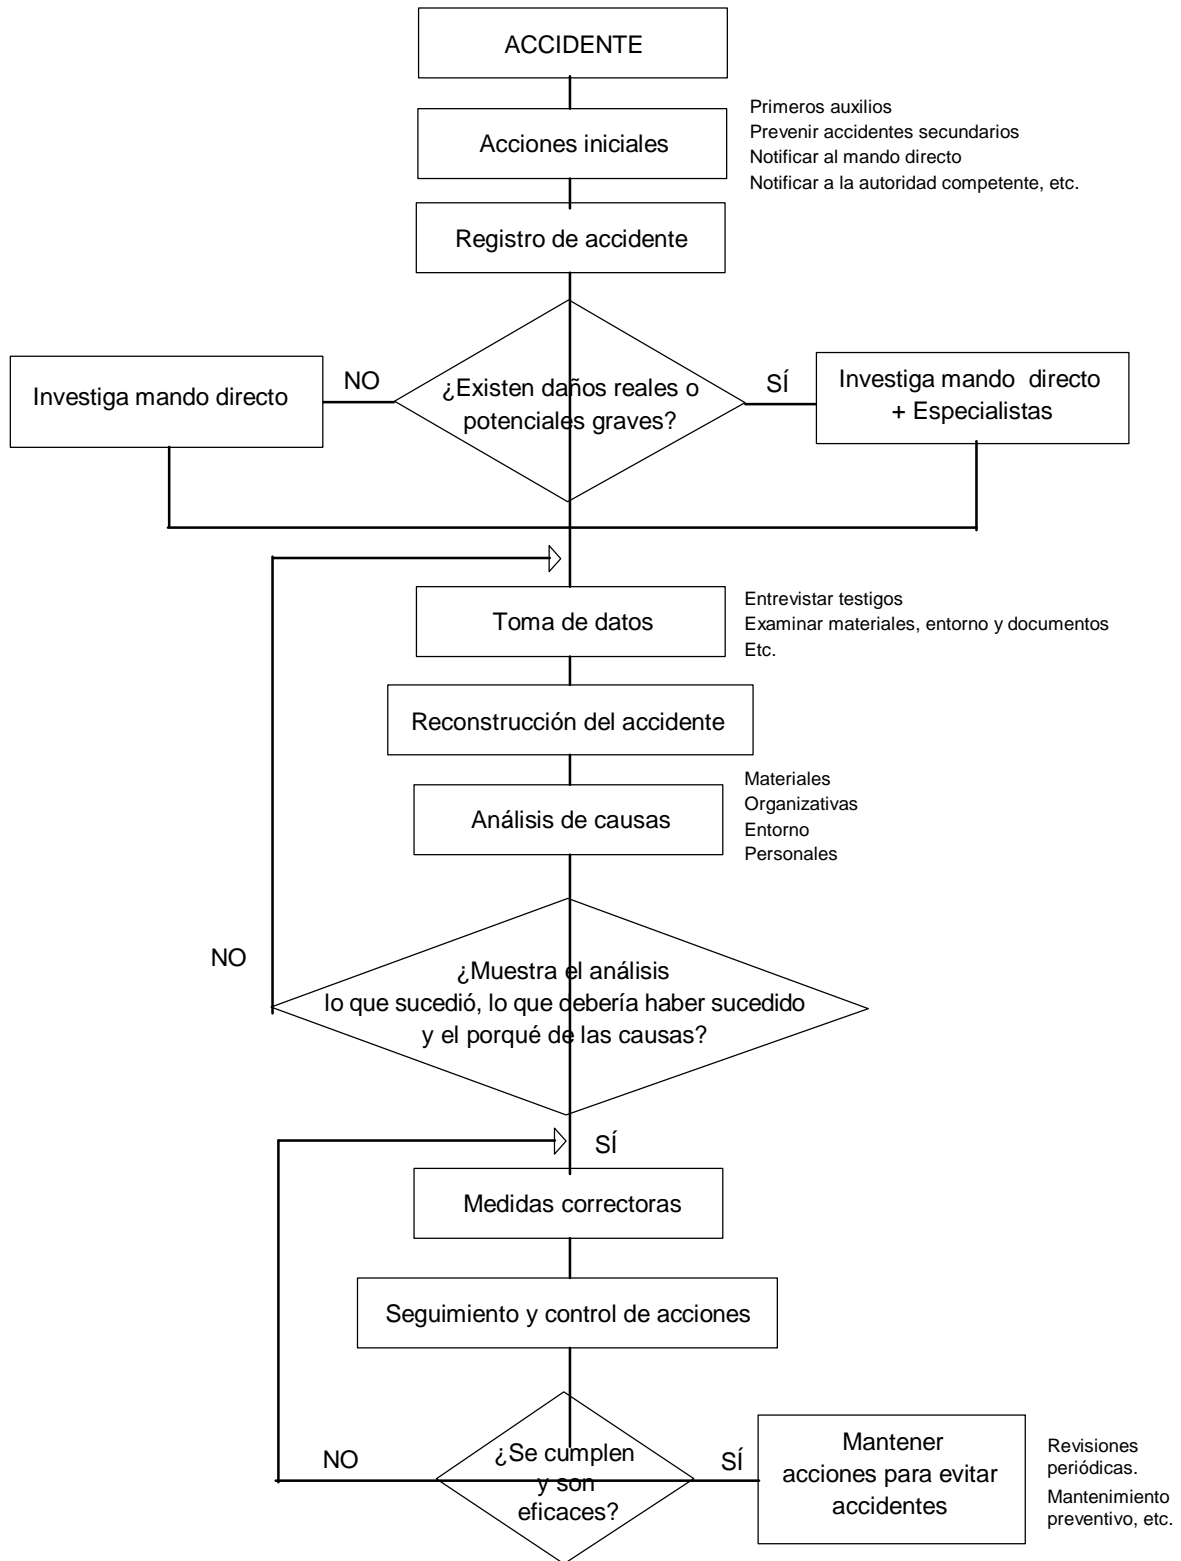 ACCIDENTE
Acciones iniciales
Primeros auxilios
Prevenir accidentes secundarios
Notificar al mando directo
Notificar a la autoridad competente, etc.
Registro de accidente
¿Existen daños reales o
potenciales graves?
NO
Investiga mando directo
SÍ
Investiga mando directo
+ Especialistas
Toma de datos
Entrevistar testigos
Examinar materiales, entorno y documentos
Etc.
Reconstrucción del accidente
Análisis de causas
Materiales
Organizativas
Entorno
Personales
¿Muestra el análisis
lo que sucedió, lo que debería haber sucedido
y el porqué de las causas?
NO
SÍ
Medidas correctoras
Seguimiento y control de acciones
¿Se cumplen
y son
eficaces?
NO
SÍ
Mantener
acciones para evitar
accidentes
Revisiones
periódicas.
Mantenimiento
preventivo, etc.